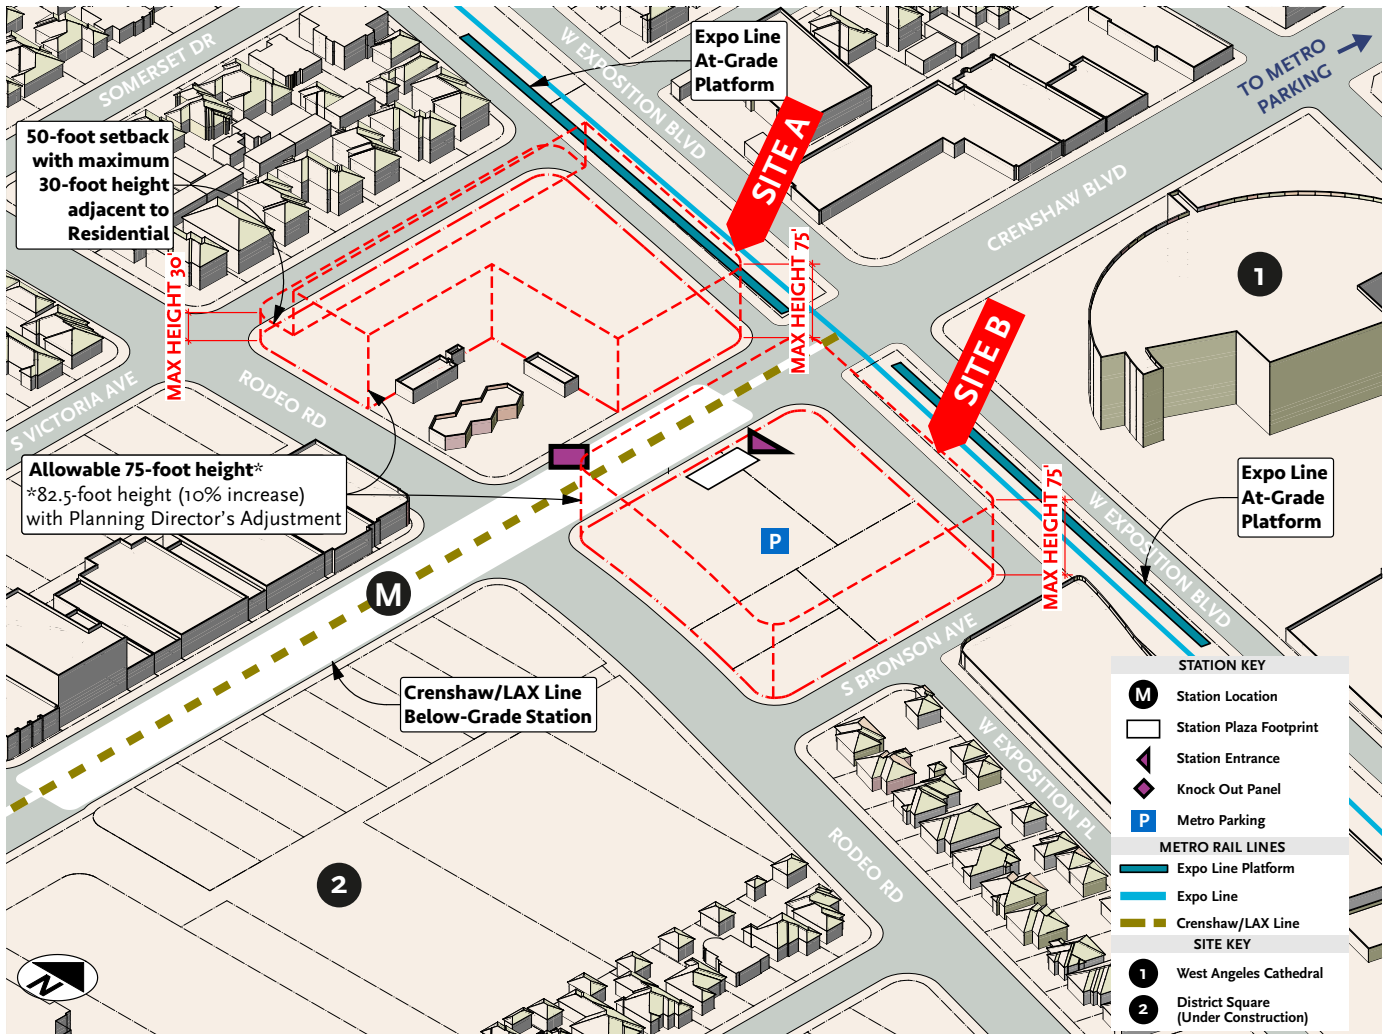 SOMERSET DR
W EXPOSITION BLVD
Expo Line
At-Grade
Platform
TO METRO
PARKING
50-foot setback
with maximum
30-foot height
adjacent to
Residential
SITE A
CRENSHAW BLVD
MAX HEIGHT 30'
MAX HEIGHT 75'
1
SITE B
S VICTORIA AVE
RODEO RD
Allowable 75-foot height*
*82.5-foot height (10% increase)
with Planning Director's Adjustment
P
MAX HEIGHT 75'
Expo Line
At-Grade
Platform
W EXPOSITION BLVD
M
S BRONSON AVE
Crenshaw/LAX Line
Below-Grade Station
W EXPOSITION PL
RODEO RD
2
N
STATION KEY
M Station Location
Station Plaza Footprint
Station Entrance
Knock Out Panel
P Metro Parking
METRO RAIL LINES
Expo Line Platform
Expo Line
Crenshaw/LAX Line
SITE KEY
1 West Angeles Cathedral
2 District Square
(Under Construction)